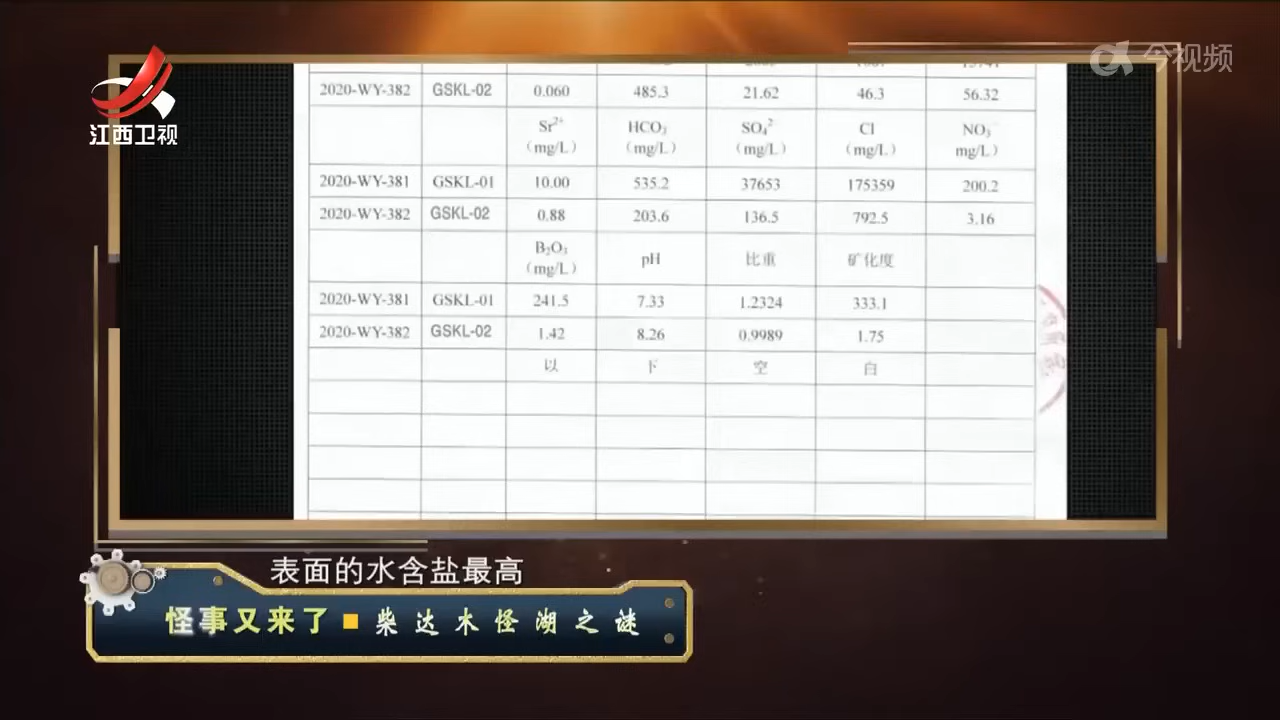 今视频
江西卫视
2020-WY-382 GSKL-02 0.060 485.3 21.62 46.3 56.32
Sr²⁺ (mg/L) HCO₃⁻ (mg/L) SO₄²⁻ (mg/L) Cl (mg/L) NO₃⁻ mg/L)
2020-WY-381 GSKL-01 10.00 535.2 37653 175359 200.2
2020-WY-382 GSKL-02 0.88 203.6 136.5 792.5 3.16
B₂O₃ (mg/L) pH 比重 矿化度
2020-WY-381 GSKL-01 241.5 7.33 1.2324 333.1
2020-WY-382 GSKL-02 1.42 8.26 0.9989 1.75
以 下 空 白
表面的水含盐最高
怪事又来了 柴达木怪湖之谜